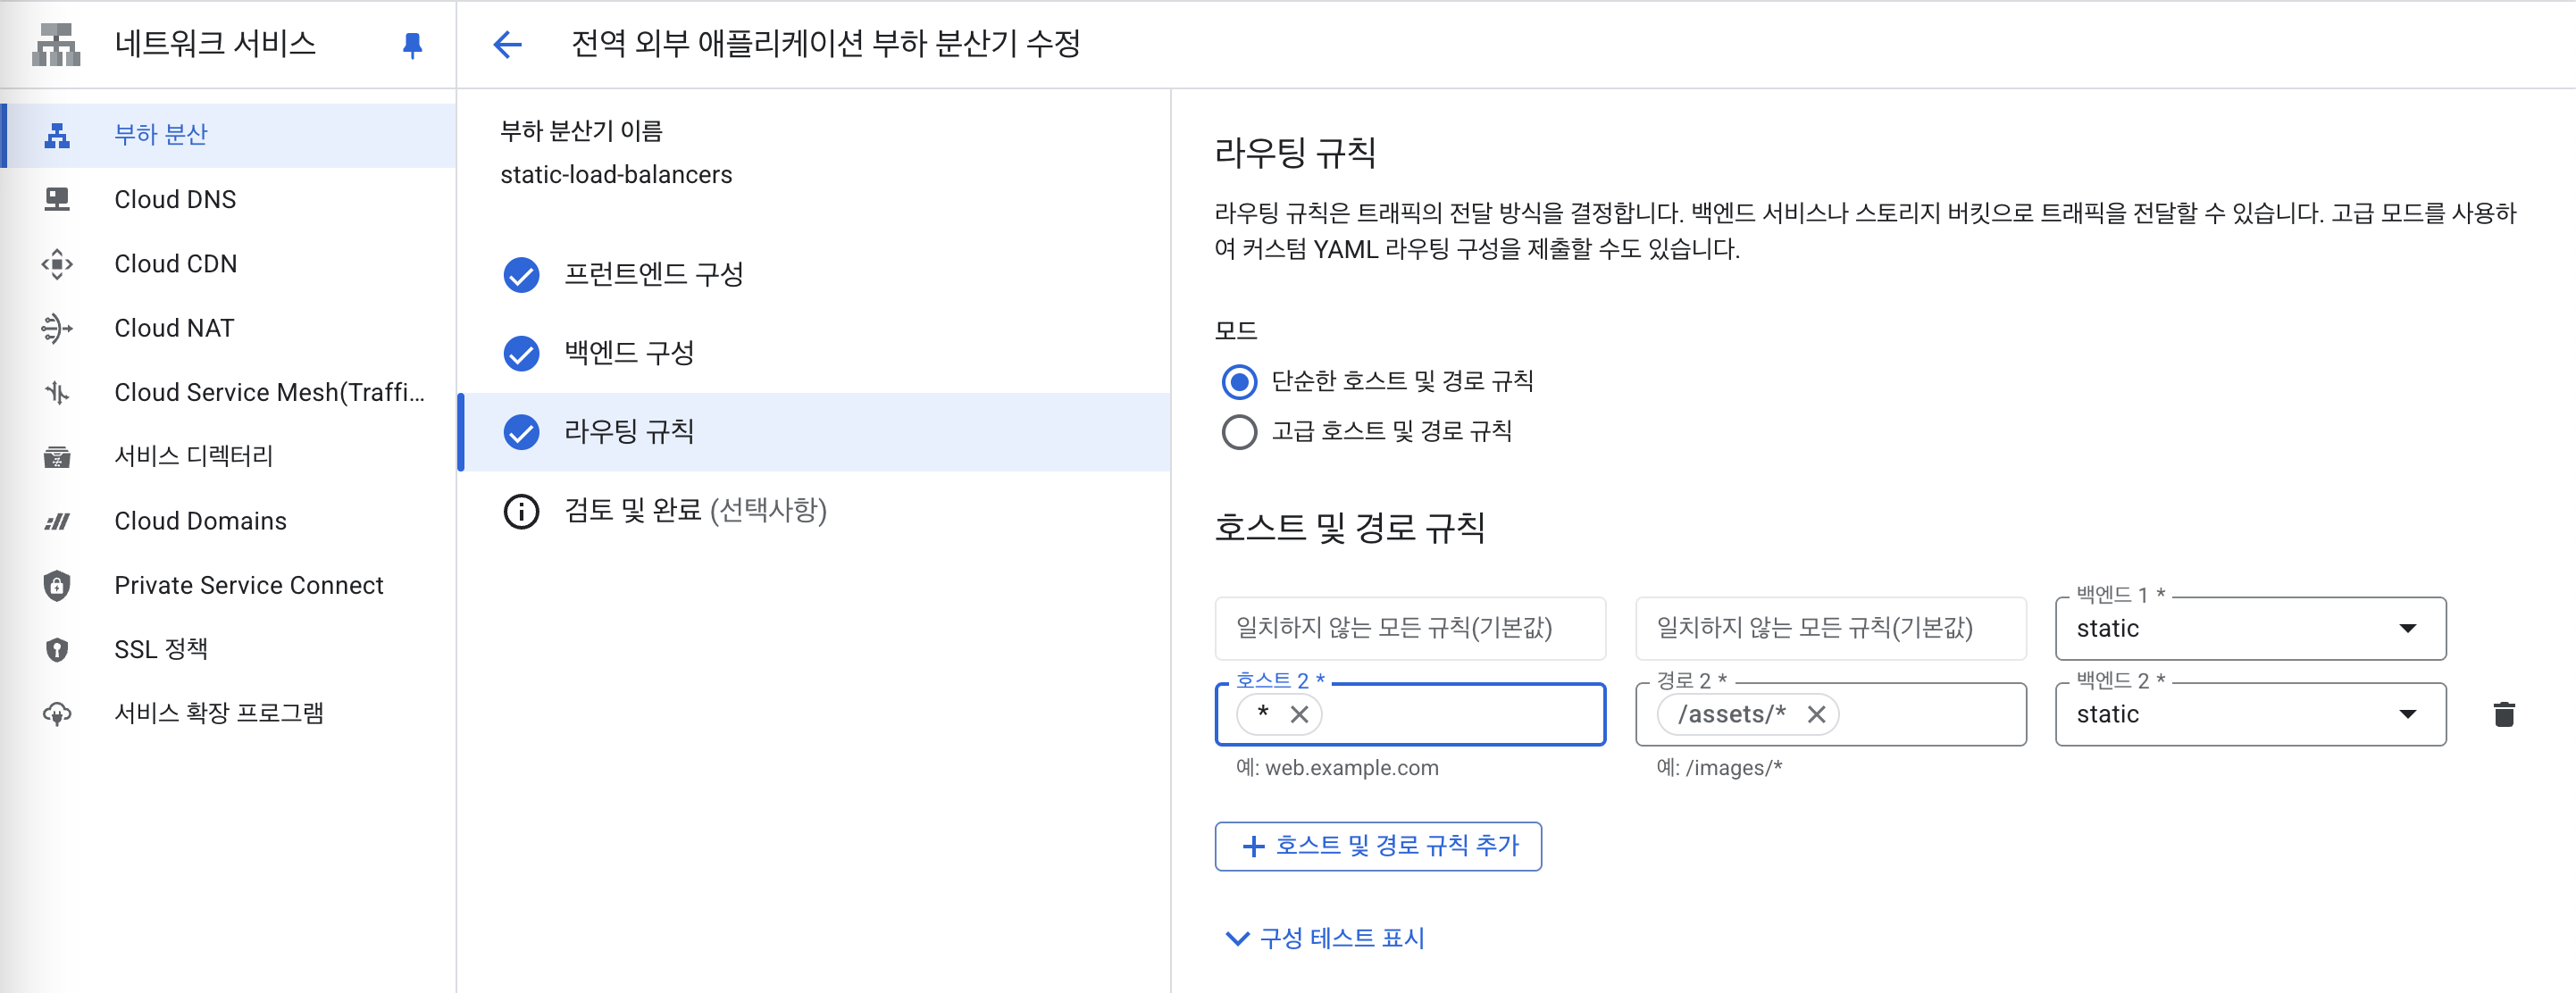 네트워크 서비스
전역 외부 애플리케이션 부하 분산기 수정
부하 분산
Cloud DNS
Cloud CDN
Cloud NAT
Cloud Service Mesh(Traffi...
서비스 디렉터리
Cloud Domains
Private Service Connect
SSL 정책
서비스 확장 프로그램
부하 분산기 이름
static-load-balancers
프런트엔드 구성
백엔드 구성
라우팅 규칙
검토 및 완료 (선택사항)
라우팅 규칙
라우팅 규칙은 트래픽의 전달 방식을 결정합니다. 백엔드 서비스나 스토리지 버킷으로 트래픽을 전달할 수 있습니다. 고급 모드를 사용하
여 커스텀 YAML 라우팅 구성을 제출할 수도 있습니다.
모드
단순한 호스트 및 경로 규칙
고급 호스트 및 경로 규칙
호스트 및 경로 규칙
일치하지 않는 모든 규칙(기본값)
일치하지 않는 모든 규칙(기본값)
백엔드 1 *
static
호스트 2 *
*
예: web.example.com
경로 2 *
/assets/*
예: /images/*
백엔드 2 *
static
호스트 및 경로 규칙 추가
구성 테스트 표시